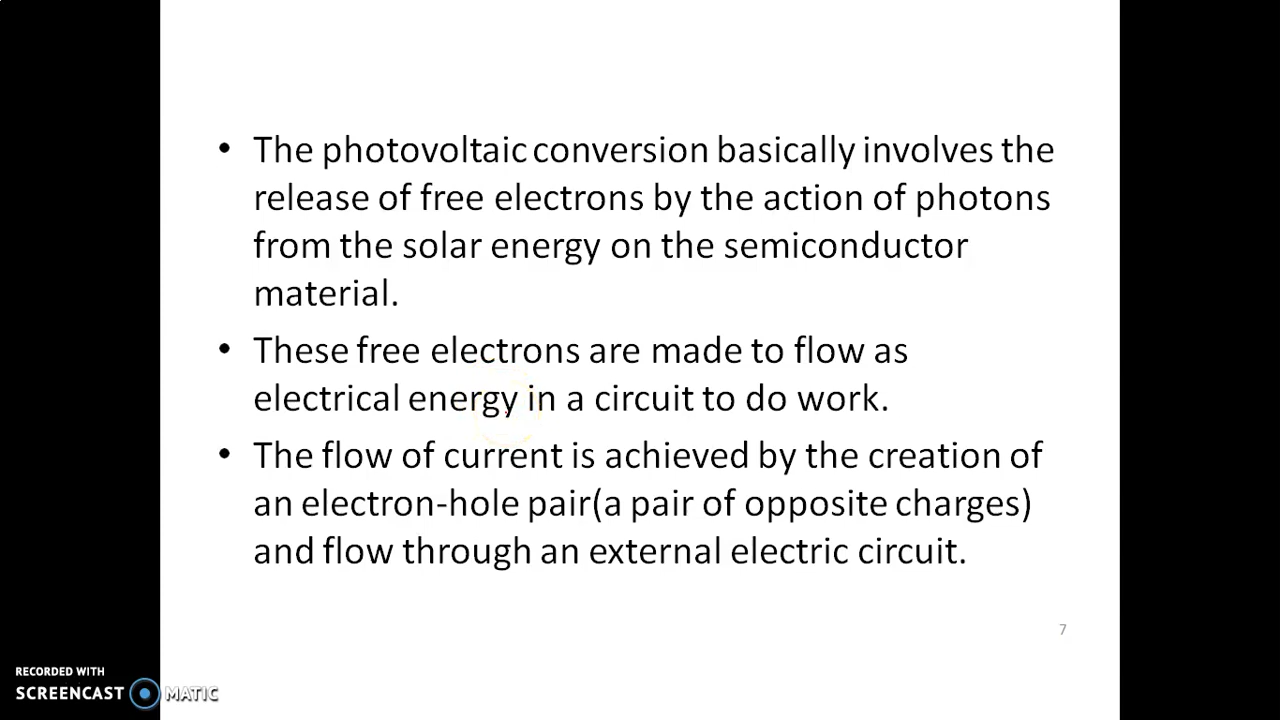 • The photovoltaic conversion basically involves the
release of free electrons by the action of photons
from the solar energy on the semiconductor
material.
• These free electrons are made to flow as
electrical energy in a circuit to do work.
• The flow of current is achieved by the creation of
an electron-hole pair(a pair of opposite charges)
and flow through an external electric circuit.
7
RECORDED WITH
SCREENCAST MATIC